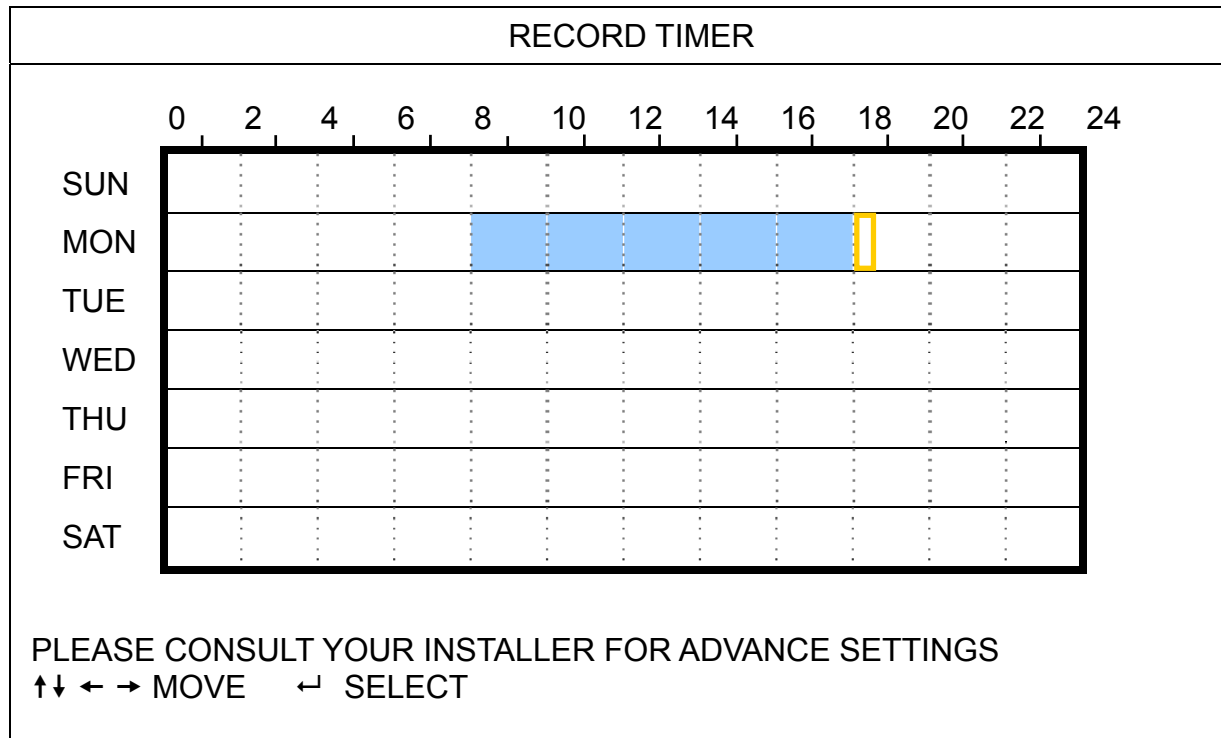 RECORD TIMER
0 2 4 6 8 10 12 14 16 18 20 22 24
SUN
MON
TUE
WED
THU
FRI
SAT
PLEASE CONSULT YOUR INSTALLER FOR ADVANCE SETTINGS
↑↓ ← → MOVE ↵ SELECT